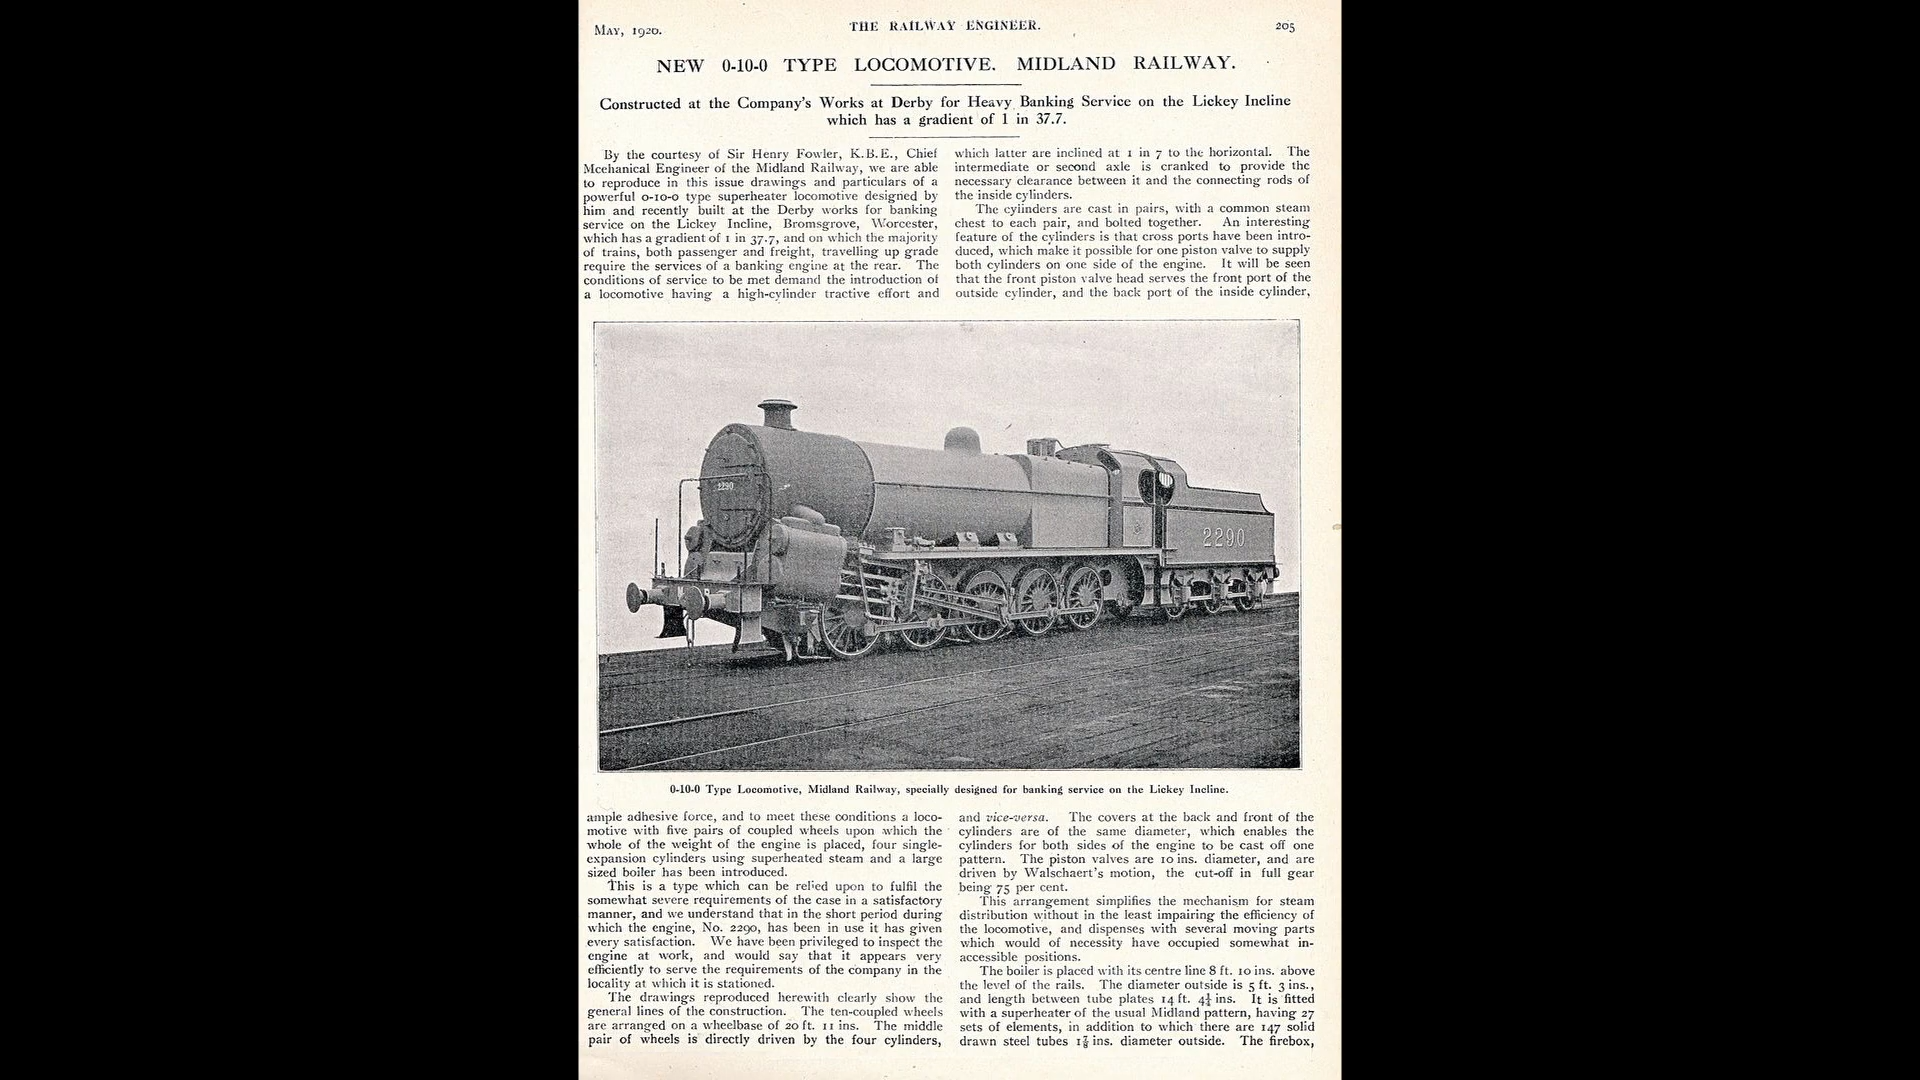 MAY, 1920.
THE RAILWAY ENGINEER.
205
NEW 0-10-0 TYPE LOCOMOTIVE. MIDLAND RAILWAY.
Constructed at the Company's Works at Derby for Heavy Banking Service on the Lickey Incline
which has a gradient of 1 in 37.7.
By the courtesy of Sir Henry Fowler, K.B.E., Chief
Mechanical Engineer of the Midland Railway, we are able
to reproduce in this issue drawings and particulars of a
powerful 0-10-0 type superheater locomotive designed by
him and recently built at the Derby works for banking
service on the Lickey Incline, Bromsgrove, Worcester,
which has a gradient of 1 in 37.7, and on which the majority
of trains, both passenger and freight, travelling up grade
require the services of a banking engine at the rear. The
conditions of service to be met demand the introduction of
a locomotive having a high-cylinder tractive effort and
which latter are inclined at 1 in 7 to the horizontal. The
intermediate or second axle is cranked to provide the
necessary clearance between it and the connecting rods of
the inside cylinders.
The cylinders are cast in pairs, with a common steam
chest to each pair, and bolted together. An interesting
feature of the cylinders is that cross ports have been intro-
duced, which make it possible for one piston valve to supply
both cylinders on one side of the engine. It will be seen
that the front piston valve head serves the front port of the
outside cylinder, and the back port of the inside cylinder,
2290
2290
0-10-0 Type Locomotive, Midland Railway, specially designed for banking service on the Lickey Incline.
ample adhesive force, and to meet these conditions a loco-
motive with five pairs of coupled wheels upon which the
whole of the weight of the engine is placed, four single-
expansion cylinders using superheated steam and a large
sized boiler has been introduced.
This is a type which can be relied upon to fulfil the
somewhat severe requirements of the case in a satisfactory
manner, and we understand that in the short period during
which the engine, No. 2290, has been in use it has given
every satisfaction. We have been privileged to inspect the
engine at work, and would say that it appears very
efficiently to serve the requirements of the company in the
locality at which it is stationed.
The drawings reproduced herewith clearly show the
general lines of the construction. The ten-coupled wheels
are arranged on a wheelbase of 20 ft. 11 ins. The middle
pair of wheels is directly driven by the four cylinders,
and vice-versa. The covers at the back and front of the
cylinders are of the same diameter, which enables the
cylinders for both sides of the engine to be cast off one
pattern. The piston valves are 10 ins. diameter, and are
driven by Walschaert's motion, the cut-off in full gear
being 75 per cent.
This arrangement simplifies the mechanism for steam
distribution without in the least impairing the efficiency of
the locomotive, and dispenses with several moving parts
which would of necessity have occupied somewhat in-
accessible positions.
The boiler is placed with its centre line 8 ft. 10 ins. above
the level of the rails. The diameter outside is 5 ft. 3 ins.,
and length between tube plates 14 ft. 4¼ ins. It is fitted
with a superheater of the usual Midland pattern, having 27
sets of elements, in addition to which there are 147 solid
drawn steel tubes 1⅞ ins. diameter outside. The firebox,